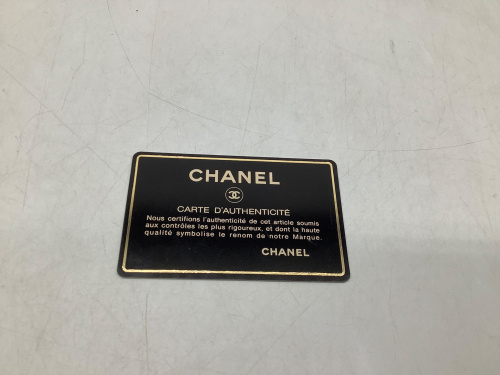 CHANEL
CARTE D'AUTHENTICITÉ
Nous certifions l'authenticité de cet article soumis
aux contrôles les plus rigoureux, et dont la haute
qualité symbolise le renom de notre Marque.
CHANEL